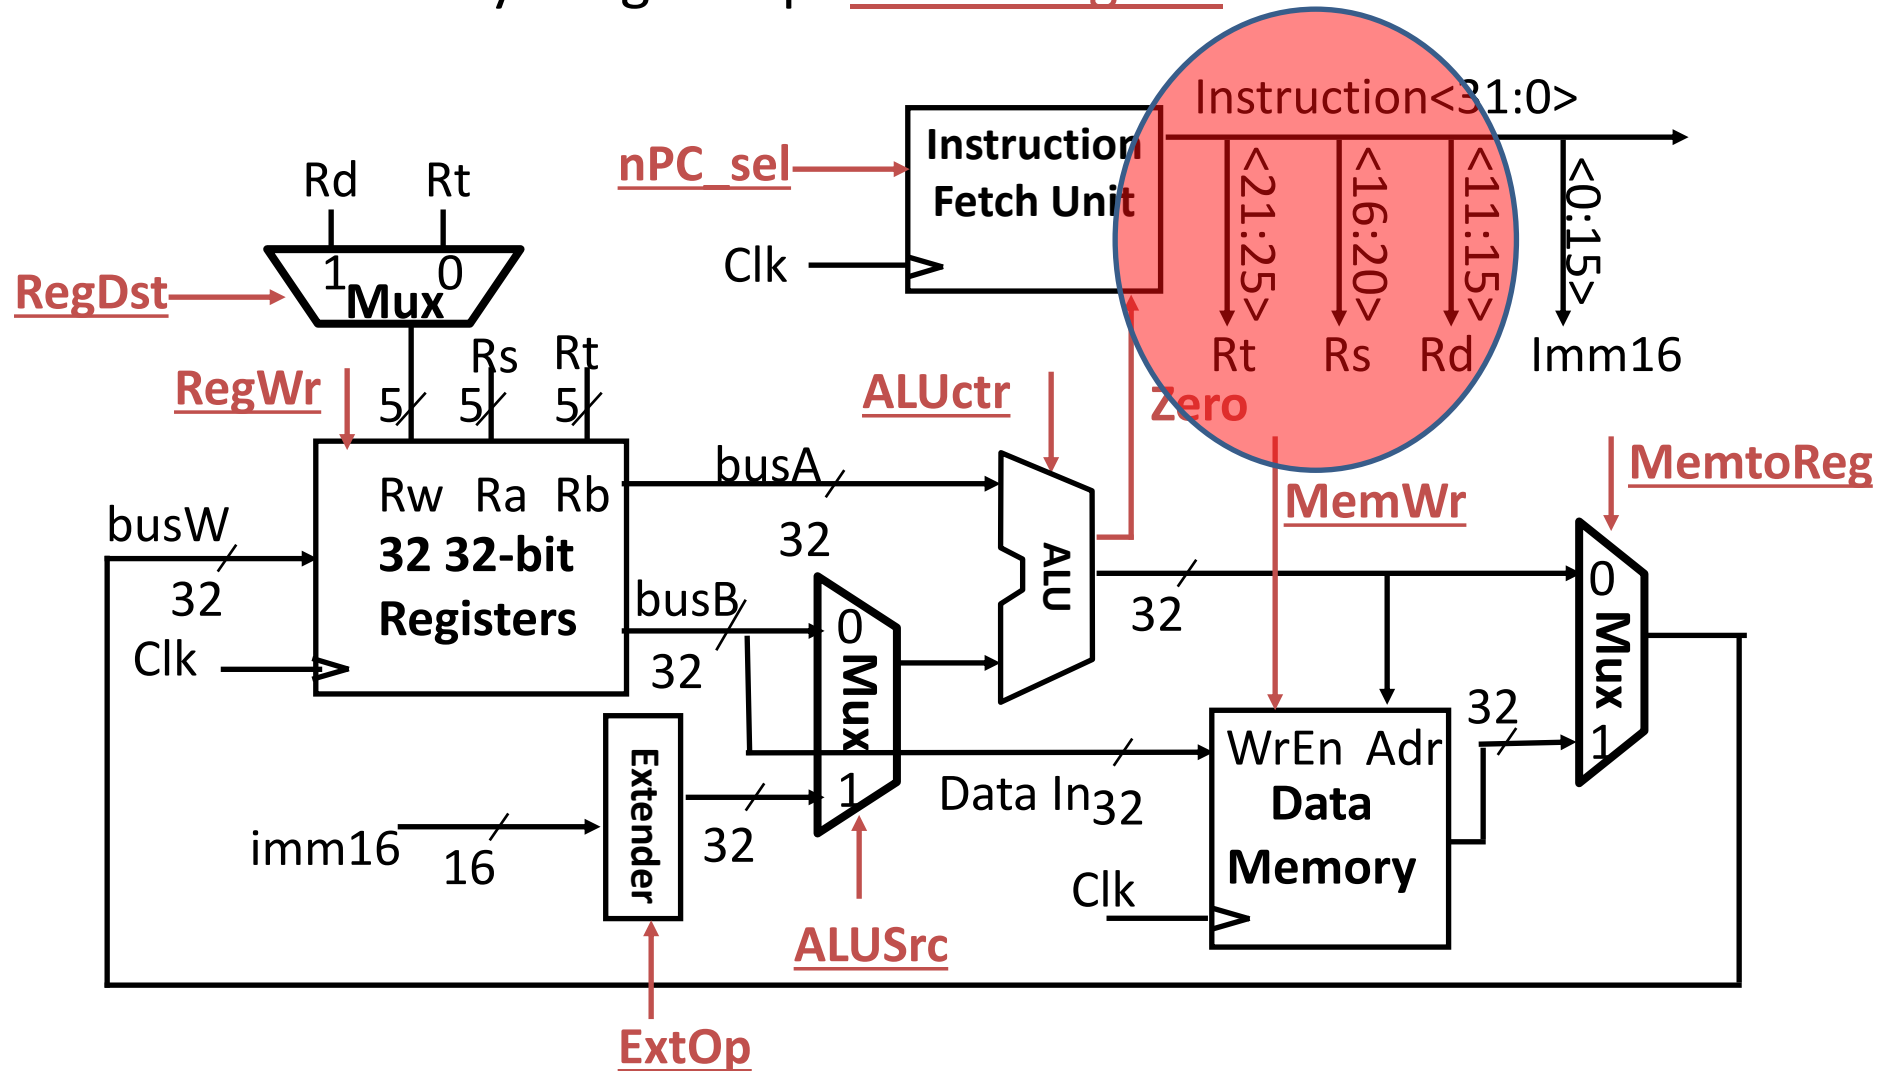 Instruction<31:0>
Instruction
Fetch Unit
nPC_sel
Clk
<21:25>
<16:20>
<11:15>
<0:15>
Rt
Rs
Rd
Imm16
Rd
Rt
1
0
Mux
RegDst
Rs
Rt
RegWr
5
5
5
ALUctr
Zero
MemWr
MemtoReg
busA
32
Rw Ra Rb
32 32-bit
Registers
busW
32
Clk
busB
32
0
Mux
1
ALU
32
0
Mux
1
32
WrEn Adr
Data
Memory
Data In
32
Clk
Extender
32
imm16
16
ALUSrc
ExtOp